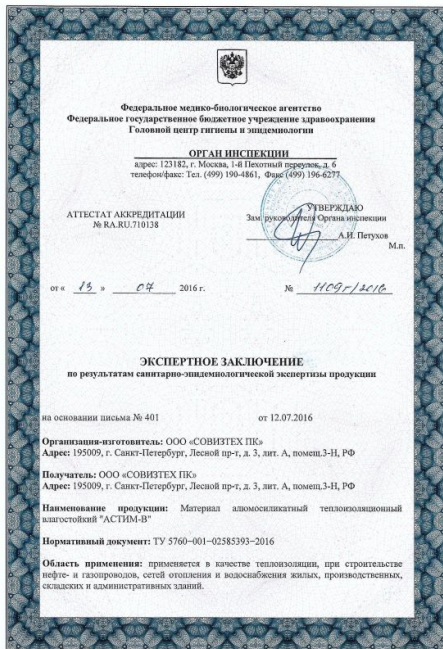 Федеральное медико-биологическое агентство
Федеральное государственное бюджетное учреждение здравоохранения
Головной центр гигиены и эпидемиологии
ОРГАН ИНСПЕКЦИИ
адрес: 123182, г. Москва, 1-й Пехотный переулок, д. 6
телефон/факс: Тел. (499) 190-4861, Факс (499) 196-6277
УТВЕРЖДАЮ
АТТЕСТАТ АККРЕДИТАЦИИ
Зам. руководителя Органа инспекции
№ RA.RU.710138
А.И. Петухов
М.п.
от « 13 » 07 2016 г. № 1109г/2016
ЭКСПЕРТНОЕ ЗАКЛЮЧЕНИЕ
по результатам санитарно-эпидемиологической экспертизы продукции
на основании письма № 401 от 12.07.2016
Организация-изготовитель: ООО «СОВИЗТЕХ ПК»
Адрес: 195009, г. Санкт-Петербург, Лесной пр-т, д. 3, лит. А, помещ.3-Н, РФ
Получатель: ООО «СОВИЗТЕХ ПК»
Адрес: 195009, г. Санкт-Петербург, Лесной пр-т, д. 3, лит. А, помещ.3-Н, РФ
Наименование продукции: Материал алюмосиликатный теплоизоляционный
влагостойкий "АСТИМ-В"
Нормативный документ: ТУ 5760-001-02585393-2016
Область применения: применяется в качестве теплоизоляции, при строительстве
нефте- и газопроводов, сетей отопления и водоснабжения жилых, производственных,
складских и административных зданий.